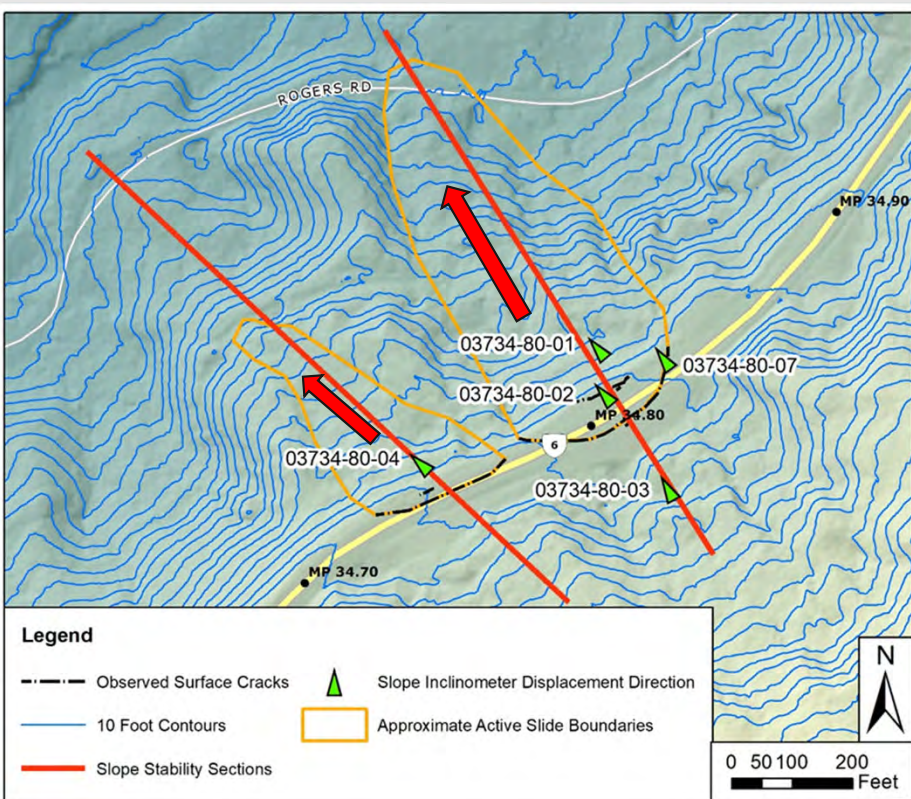 ROGERS RD
MP 34.90
03734-80-01
03734-80-07
03734-80-02
MP 34.80
6
03734-80-04
03734-80-03
MP 34.70
Legend
Observed Surface Cracks
Slope Inclinometer Displacement Direction
10 Foot Contours
Approximate Active Slide Boundaries
Slope Stability Sections
N
0 50 100 200
Feet